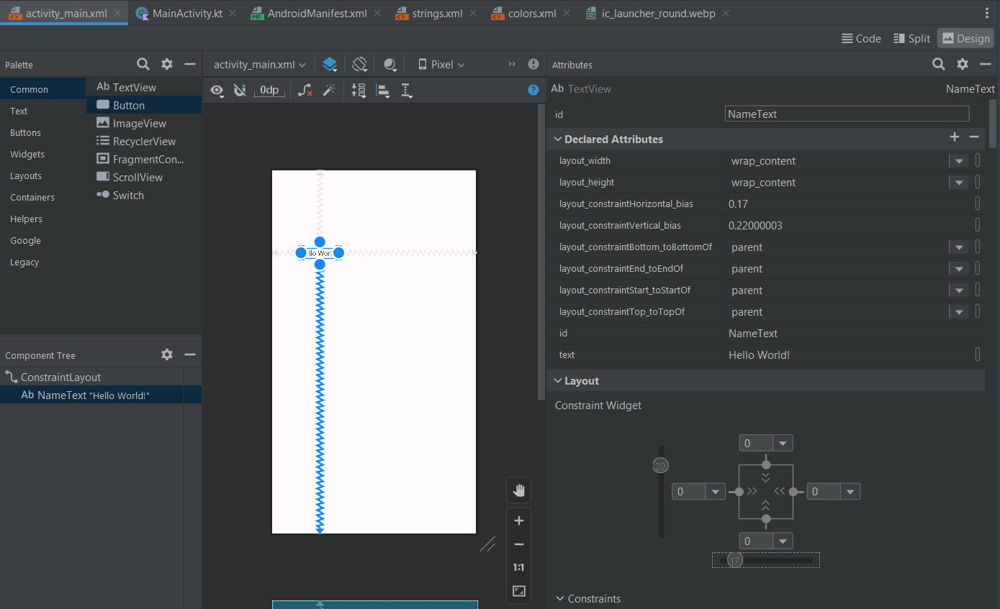 activity_main.xml MainActivity.kt AndroidManifest.xml strings.xml colors.xml ic_launcher_round.webp
Code Split Design
Palette
Common
Text
Buttons
Widgets
Layouts
Containers
Helpers
Google
Legacy
Ab TextView
Button
ImageView
RecyclerView
FragmentCon...
ScrollView
Switch
Component Tree
ConstraintLayout
Ab NameText "Hello World!"
activity_main.xml Pixel »
0dp
?
1:1
Attributes
Ab TextView NameText
id NameText
Declared Attributes
layout_width wrap_content
layout_height wrap_content
layout_constraintHorizontal_bias 0.17
layout_constraintVertical_bias 0.22000003
layout_constraintBottom_toBottomOf parent
layout_constraintEnd_toEndOf parent
layout_constraintStart_toStartOf parent
layout_constraintTop_toTopOf parent
id NameText
text Hello World!
Layout
Constraint Widget
0
22
0 0
0
17
Constraints